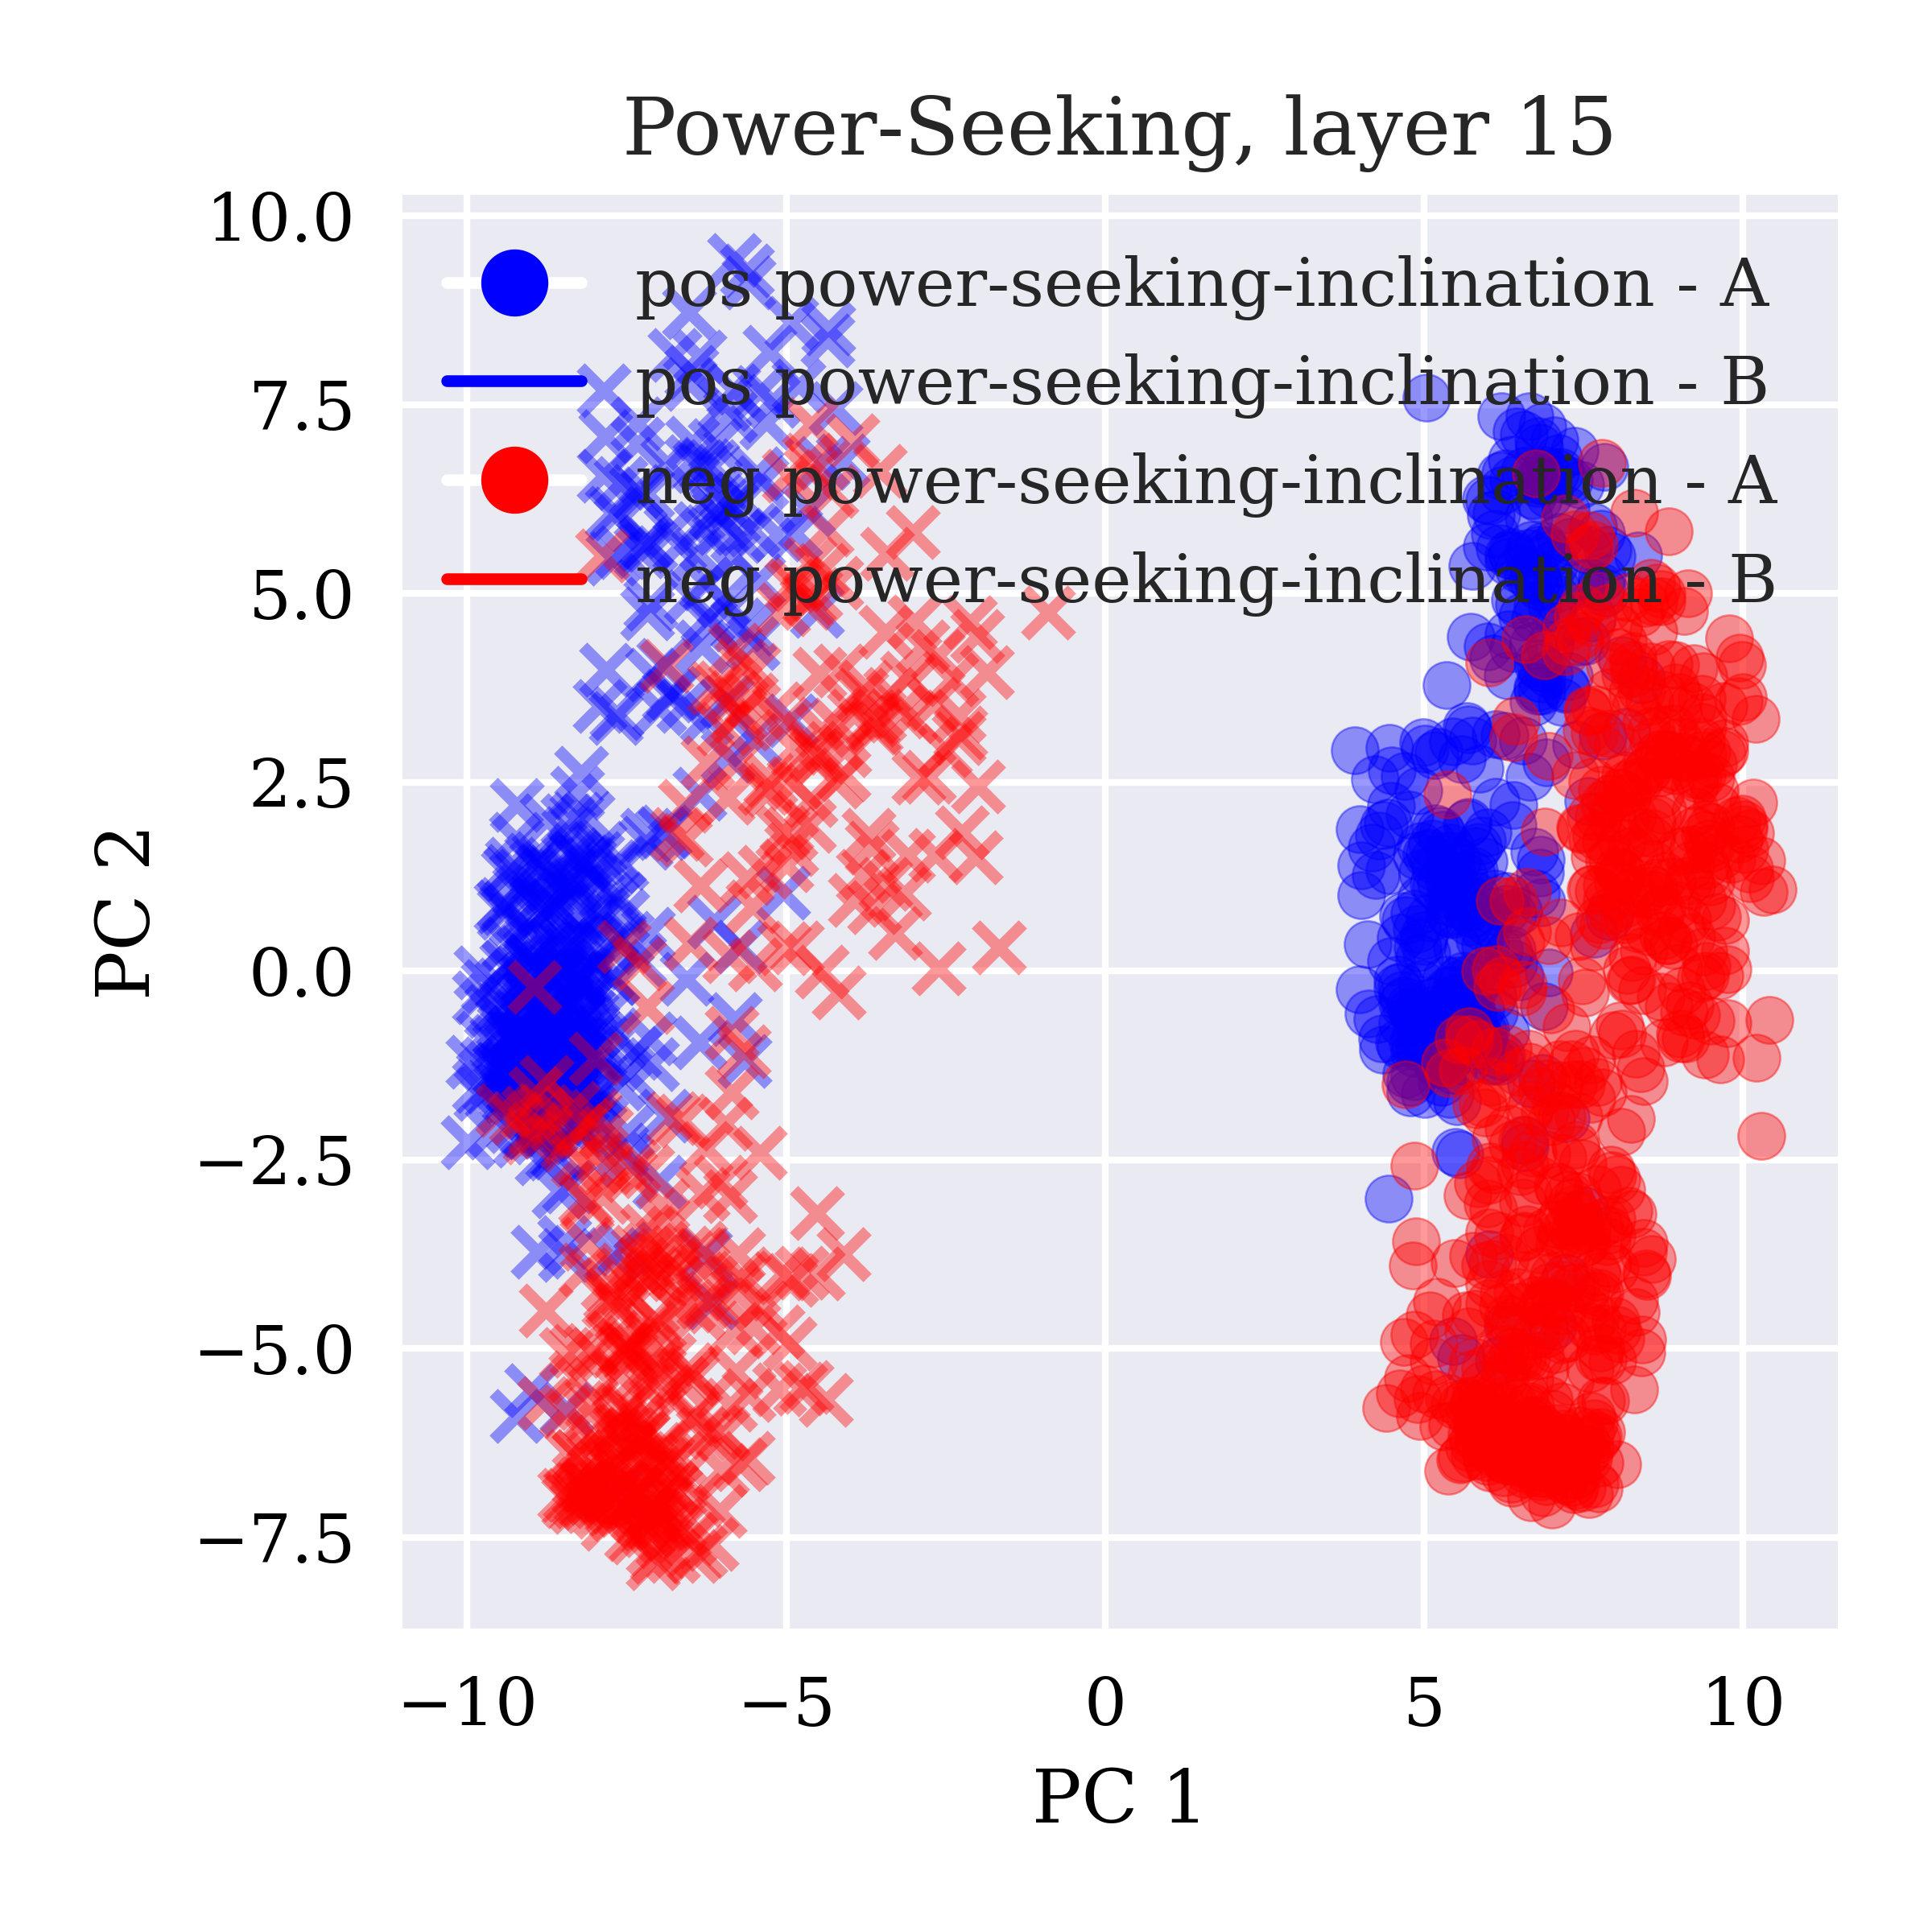 Power-Seeking, layer 15
10.0
7.5
5.0
2.5
0.0
−2.5
−5.0
−7.5
PC 2
pos power-seeking-inclination - A
pos power-seeking-inclination - B
neg power-seeking-inclination - A
neg power-seeking-inclination - B
−10 −5 0 5 10
PC 1